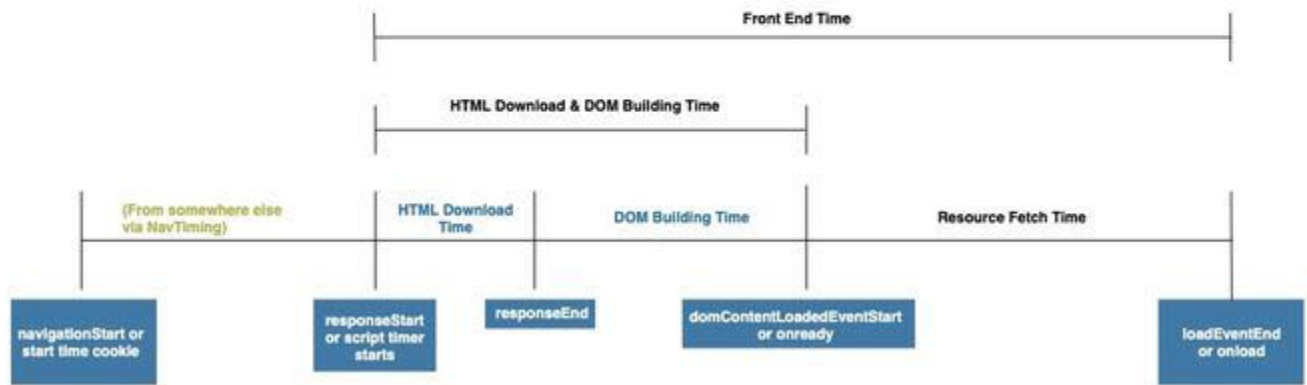 Front End Time
HTML Download & DOM Building Time
(From somewhere else
via NavTiming)
HTML Download
Time
DOM Building Time
Resource Fetch Time
navigationStart or
start time cookie
responseStart
or script timer
starts
responseEnd
domContentLoadedEventStart
or onready
loadEventEnd
or onload